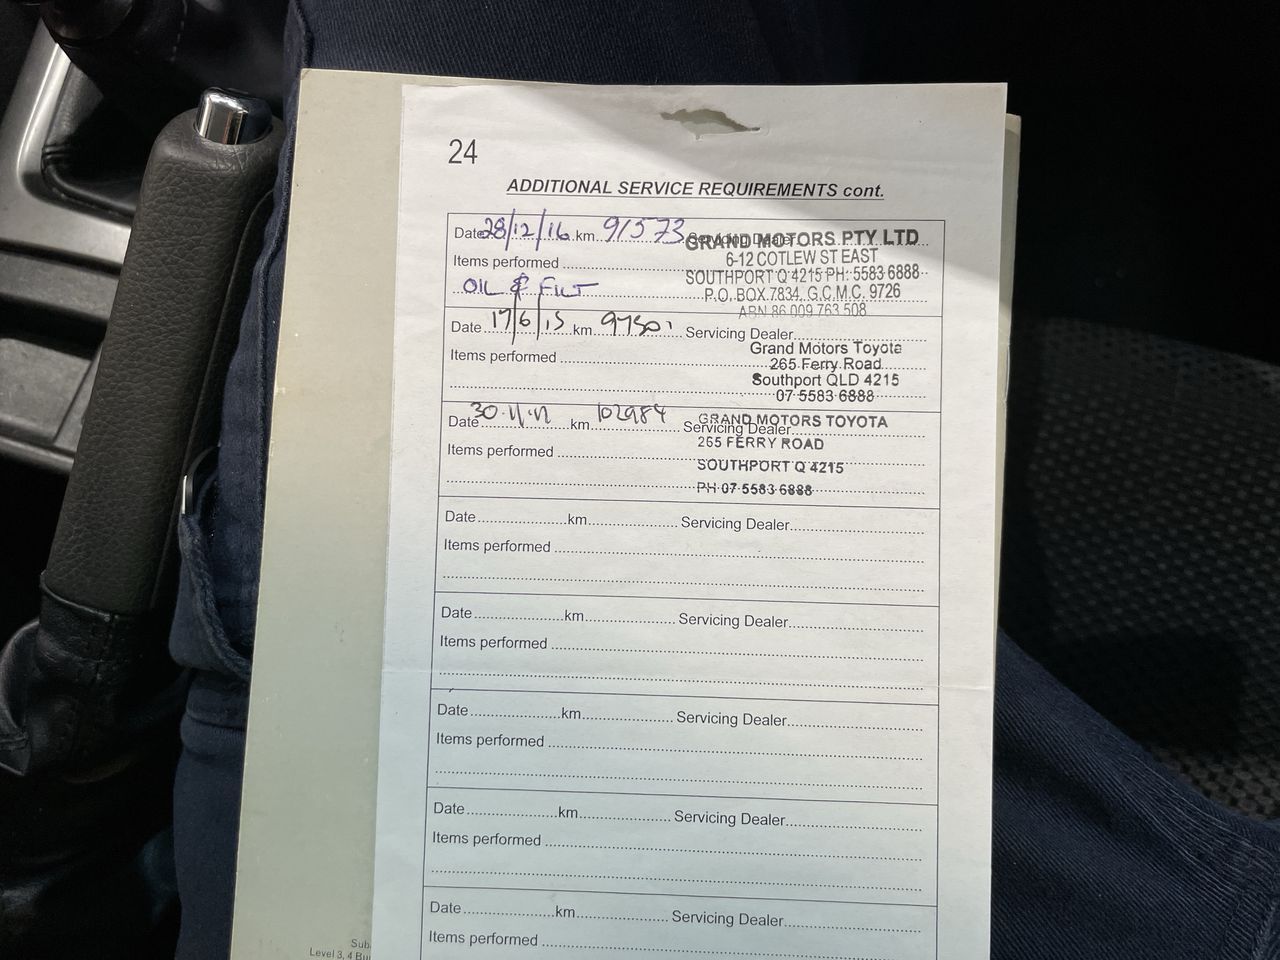 24
ADDITIONAL SERVICE REQUIREMENTS cont.
Date 28/12/16 km 91573 Servicing Dealer
GRAND MOTORS PTY LTD
6-12 COTLEW ST EAST
Items performed
SOUTHPORT Q 4215 PH: 5583 6888
OIL & FILT
P.O. BOX 7834, G.C.M.C. 9726
ABN 86 009 763 508
Date 17/6/15 km Servicing Dealer
Grand Motors Toyota
Items performed
265 Ferry Road
Southport QLD 4215
07 5583 6888
Date km 102984 Servicing Dealer
GRAND MOTORS TOYOTA
265 FERRY ROAD
Items performed
SOUTHPORT Q 4215
PH 07 5583 6888
Date km Servicing Dealer
Items performed
Date km Servicing Dealer
Items performed
Date km Servicing Dealer
Items performed
Date km Servicing Dealer
Items performed
Date km Servicing Dealer
Items performed
Level 3, 4